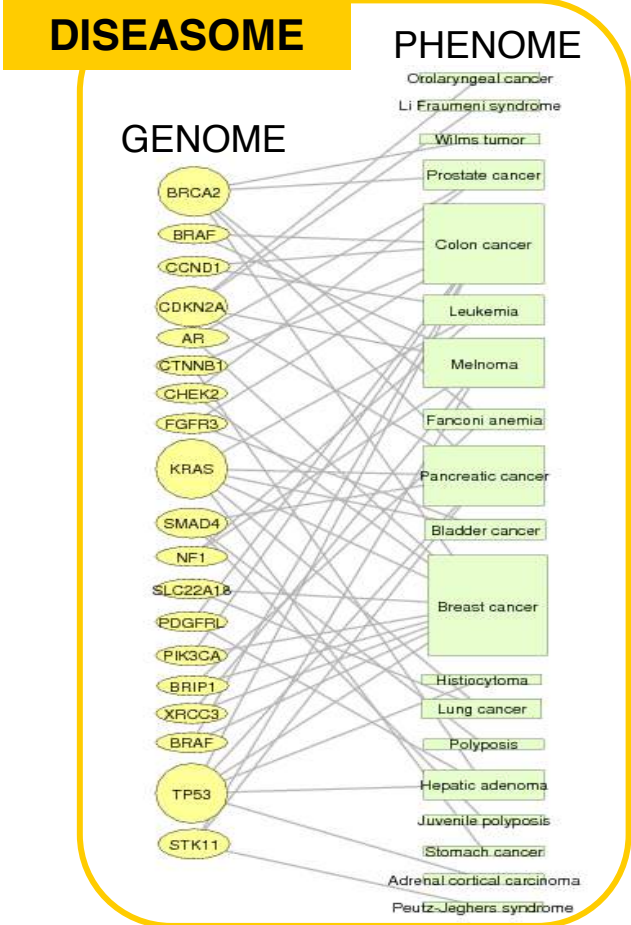 DISEASOME
PHENOME
GENOME
BRCA2
BRAF
CCND1
CDKN2A
AR
CTNNB1
CHEK2
FGFR3
KRAS
SMAD4
NF1
SLC22A18
PDGFRL
PIK3CA
BRIP1
XRCC3
BRAF
TP53
STK11
Orolaryngeal cancer
Li Fraumeni syndrome
Wilms tumor
Prostate cancer
Colon cancer
Leukemia
Melnoma
Fanconi anemia
Pancreatic cancer
Bladder cancer
Breast cancer
Histiocytoma
Lung cancer
Polyposis
Hepatic adenoma
Juvenile polyposis
Stomach cancer
Adrenal cortical carcinoma
Peutz-Jeghers syndrome